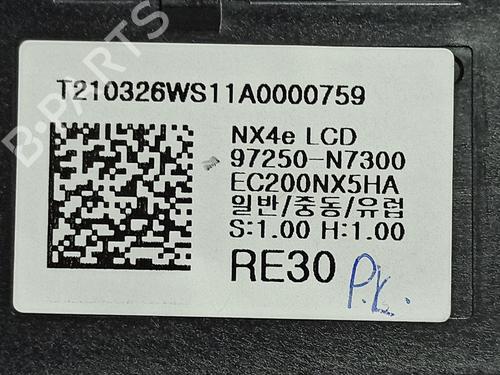 B-PARTS
T210326WS11A0000759
NX4e LCD
97250-N7300
EC200NX5HA
일반/중동/유럽
S:1.00 H:1.00
RE30
P.K.